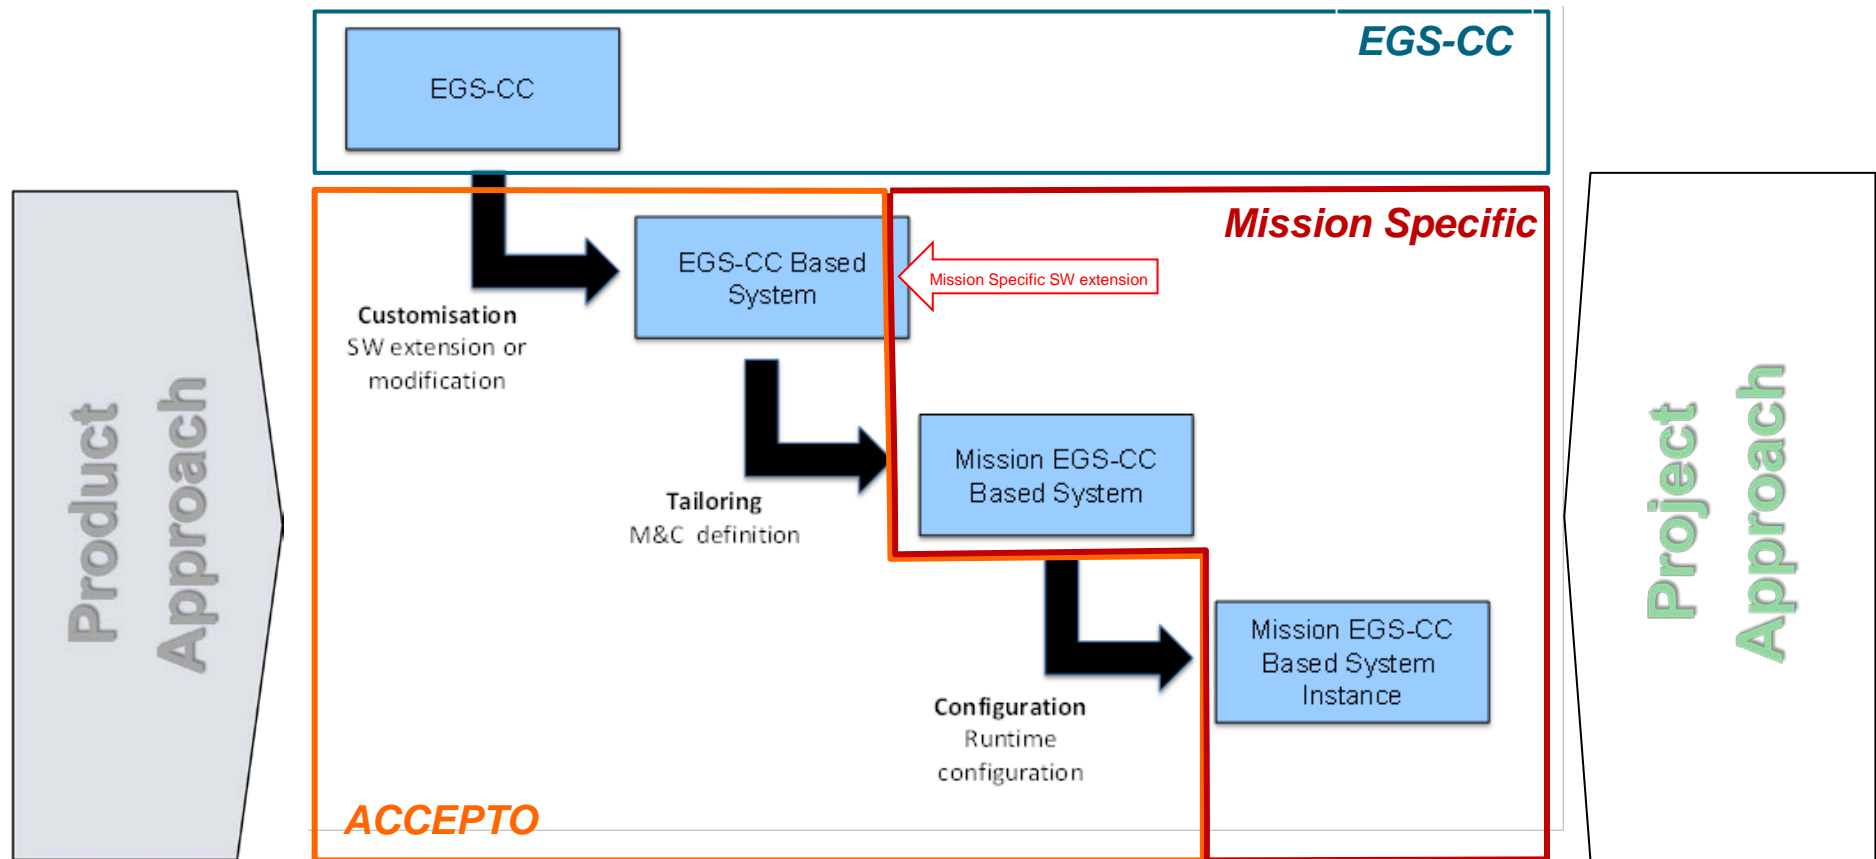 EGS-CC
EGS-CC
Mission Specific
EGS-CC Based
System
Mission Specific SW extension
Customisation
SW extension or
modification
Mission EGS-CC
Based System
Tailoring
M&C definition
Mission EGS-CC
Based System
Instance
Configuration
Runtime
configuration
ACCEPTO
Product
Approach
Project
Approach